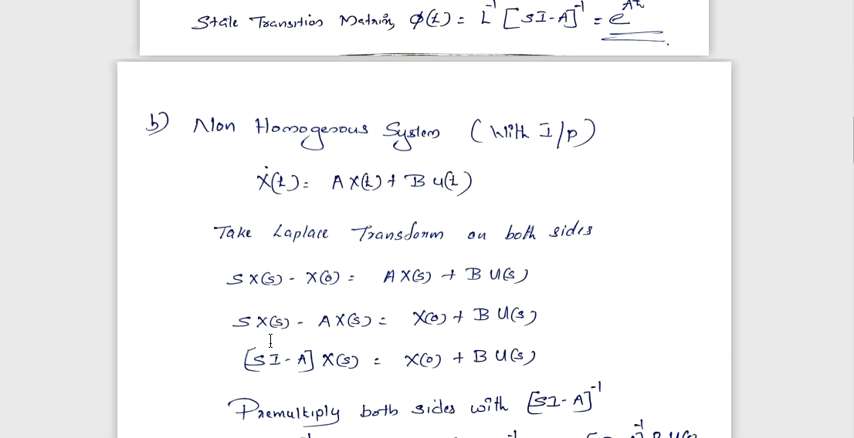 State Transition Matrix φ(t) = L⁻¹ [SI-A]⁻¹ = e^At.
b) Non Homogenous System (With I/p)
Ẋ(t) = A X(t) + B U(t)
Take Laplace Transform on both sides
S X(s) - X(0) = A X(s) + B U(s)
S X(s) - A X(s) = X(0) + B U(s)
[SI - A] X(s) = X(0) + B U(s)
Premultiply both sides with [SI - A]⁻¹